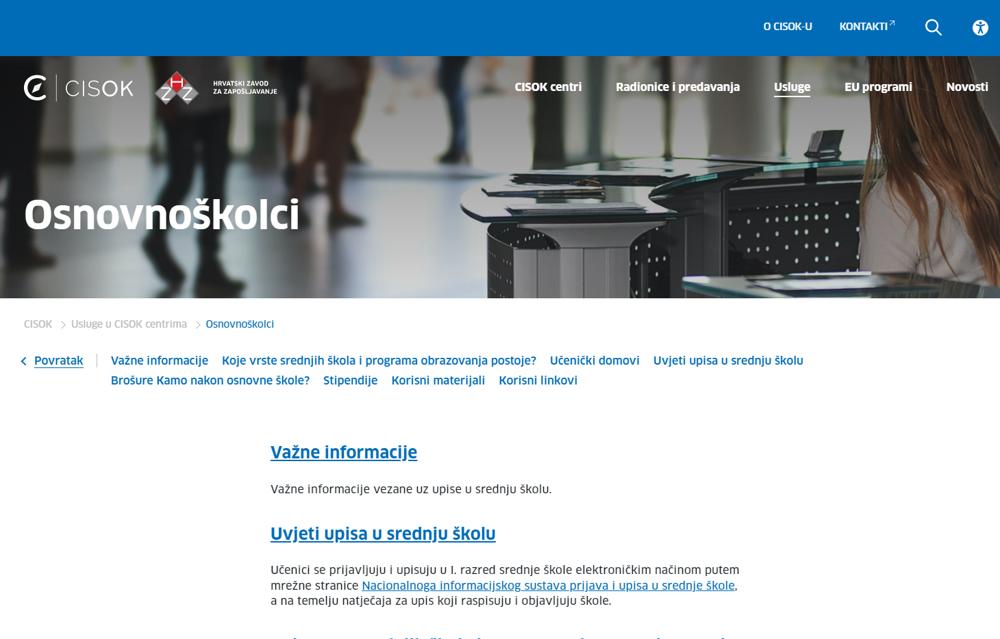 O CISOK-U
KONTAKTI
CISOK
HZZ
HRVATSKI ZAVOD
ZA ZAPOŠLJAVANJE
CISOK centri
Radionice i predavanja
Usluge
EU programi
Novosti
Osnovnoškolci
CISOK
Usluge u CISOK centrima
Osnovnoškolci
Povratak
Važne informacije
Koje vrste srednjih škola i programa obrazovanja postoje?
Učenički domovi
Uvjeti upisa u srednju školu
Brošure Kamo nakon osnovne škole?
Stipendije
Korisni materijali
Korisni linkovi
Važne informacije
Važne informacije vezane uz upise u srednju školu.
Uvjeti upisa u srednju školu
Učenici se prijavljuju i upisuju u I. razred srednje škole elektroničkim načinom putem
mrežne stranice Nacionalnoga informacijskog sustava prijava i upisa u srednje škole,
a na temelju natječaja za upis koji raspisuju i objavljuju škole.